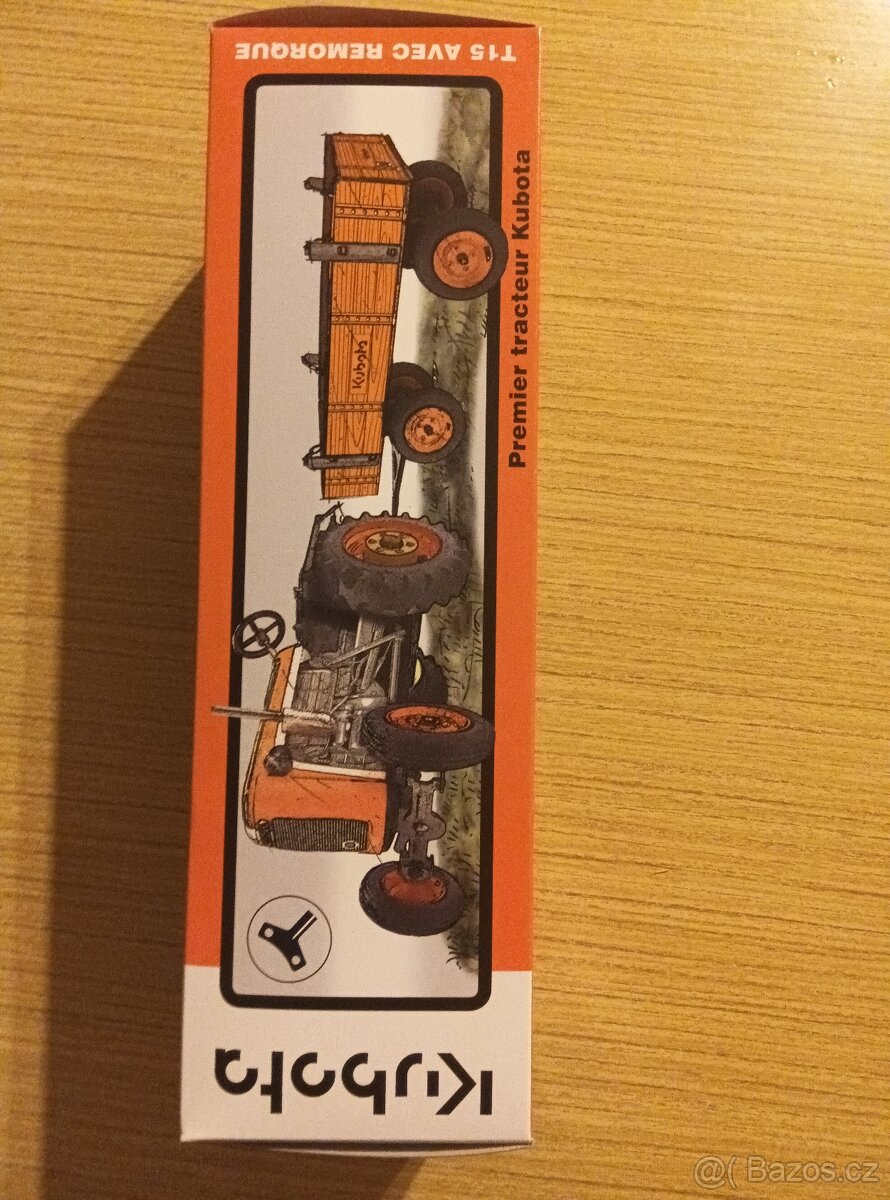 T15 AVEC REMORQUE
Premier tracteur Kubota
Kubota
Kubota
@( Bazos.cz